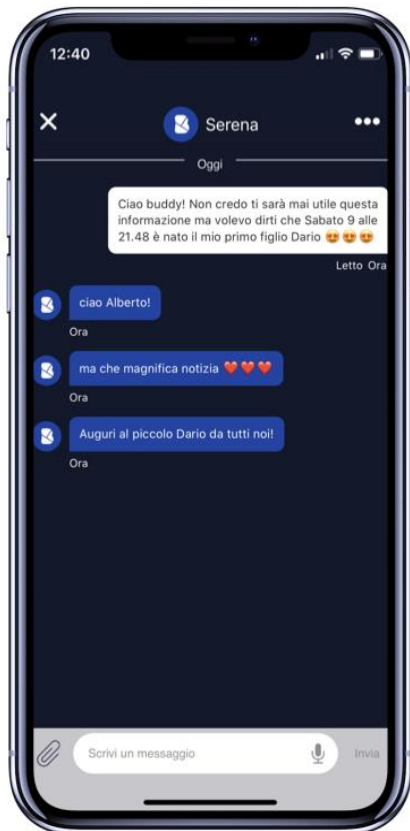 12:40
Serena
Oggi
Ciao buddy! Non credo ti sarà mai utile questa
informazione ma volevo dirti che Sabato 9 alle
21.48 è nato il mio primo figlio Dario 😍 😍 😍
Letto Ora
ciao Alberto!
Ora
ma che magnifica notizia ❤️ ❤️ ❤️
Ora
Auguri al piccolo Dario da tutti noi!
Ora
Scrivi un messaggio
Invia